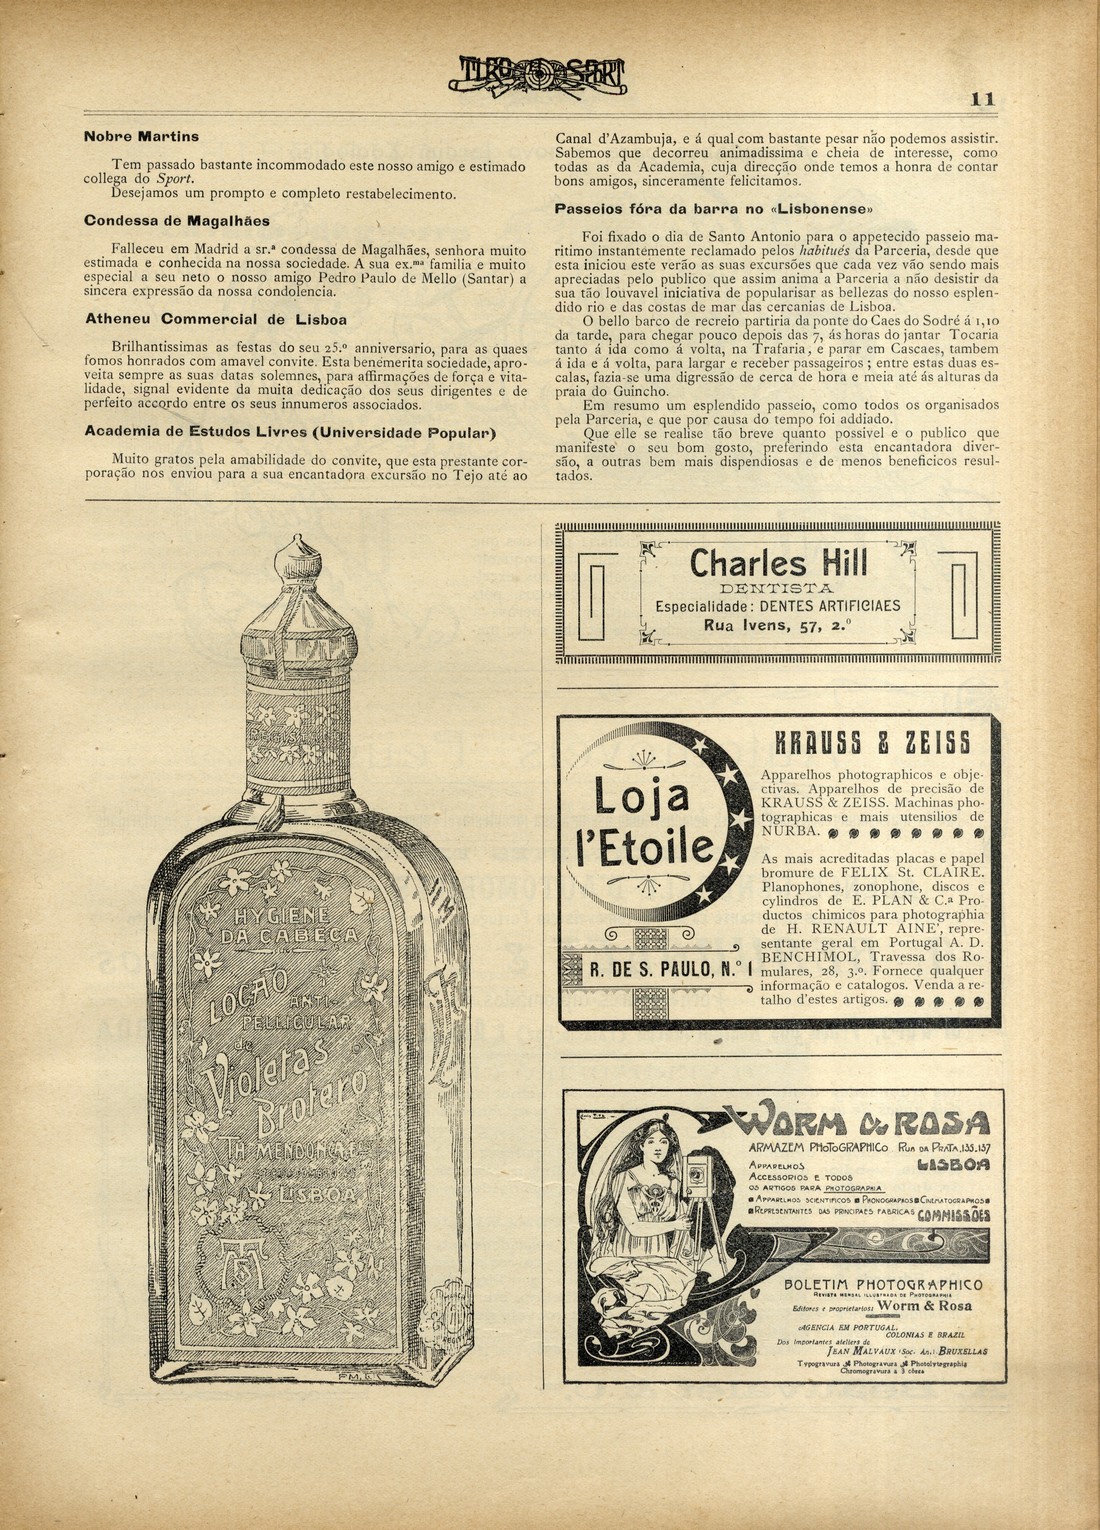 TIRO E SPORT
11
Nobre Martins
Tem passado bastante incommodado este nosso amigo e estimado
collega do Sport.
Desejamos um prompto e completo restabelecimento.
Condessa de Magalhães
Falleceu em Madrid a sr.ª condessa de Magalhães, senhora muito
estimada e conhecida na nossa sociedade. A sua ex.ma familia e muito
especial a seu neto o nosso amigo Pedro Paulo de Mello (Santar) a
sincera expressão da nossa condolencia.
Atheneu Commercial de Lisboa
Brilhantissimas as festas do seu 25.º anniversario, para as quaes
fomos honrados com amavel convite. Esta benemerita sociedade, apro-
veita sempre as suas datas solemnes, para affirmações de força e vita-
lidade, signal evidente da muita dedicação dos seus dirigentes e de
perfeito accordo entre os seus innumeros associados.
Academia de Estudos Livres (Universidade Popular)
Muito gratos pela amabilidade do convite, que esta prestante cor-
poração nos enviou para a sua encantadora excursão no Tejo até ao
Canal d'Azambuja, e á qual com bastante pesar não podemos assistir.
Sabemos que decorreu animadissima e cheia de interesse, como
todas as da Academia, cuja direcção onde temos a honra de contar
bons amigos, sinceramente felicitamos.
Passeios fóra da barra no «Lisbonense»
Foi fixado o dia de Santo Antonio para o appetecido passeio ma-
ritimo instantemente reclamado pelos habitués da Parceria, desde que
esta iniciou este verão as suas excursões que cada vez vão sendo mais
apreciadas pelo publico que assim anima a Parceria a não desistir da
sua tão louvavel iniciativa de popularisar as bellezas do nosso esplen-
dido rio e das costas de mar das cercanias de Lisboa.
O bello barco de recreio partiria da ponte do Caes do Sodré á 1,10
da tarde, para chegar pouco depois das 7, ás horas do jantar Tocaria
tanto á ida como á volta, na Trafaria, e parar em Cascaes, tambem
á ida e á volta, para largar e receber passageiros; entre estas duas es-
calas, fazia-se uma digressão de cerca de hora e meia até ás alturas da
praia do Guincho.
Em resumo um esplendido passeio, como todos os organisados
pela Parceria, e que por causa do tempo foi addiado.
Que elle se realise tão breve quanto possivel e o publico que
manifeste o seu bom gosto, preferindo esta encantadora diver-
são, a outras bem mais dispendiosas e de menos beneficicos resul-
tados.
HYGIENE
DA CABEÇA
LOÇÃO
ANTI-
PELLICULAR
de
Violetas
Brotero
TH MENDONÇA
LISBOA
Charles Hill
DENTISTA
Especialidade: DENTES ARTIFICIAES
Rua Ivens, 57, 2.º
Loja
l'Etoile
R. DE S. PAULO, N.º 1
KRAUSS & ZEISS
Apparelhos photographicos e obje-
ctivas. Apparelhos de precisão de
KRAUSS & ZEISS. Machinas pho-
tographicas e mais utensilios de
NURBA.
As mais acreditadas placas e papel
bromure de FELIX St. CLAIRE.
Planophones, zonophone, discos e
cylindros de E. PLAN & C.ª Pro-
ductos chimicos para photographia
de H. RENAULT AINE', repre-
sentante geral em Portugal A. D.
BENCHIMOL, Travessa dos Ro-
mulares, 28, 3.º. Fornece qualquer
informação e catalogos. Venda a re-
talho d'estes artigos.
WORM & ROSA
ARMAZEM PHOTOGRAPHICO RUA DA PRATA, 135, 137
APPARELHOS LISBOA
ACCESSORIOS E TODOS
OS ARTIGOS PARA PHOTOGRAPHIA
APPARELHOS SCIENTIFICOS PHONOGRAPHOS CINEMATOGRAPHOS
REPRESENTANTES DAS PRINCIPAES FABRICAS COMMISSÕES
BOLETIM PHOTOGRAPHICO
REVISTA MENSAL ILLUSTRADA DE PHOTOGRAPHIA
Editores e proprietarios: Worm & Rosa
AGENCIA EM PORTUGAL,
COLONIAS E BRAZIL
Dos importantes ateliers de
JEAN MALVAUX (Soc. An.) BRUXELLAS
Typogravura Photogravura Photolytographia
Chromogravura a 3 côres